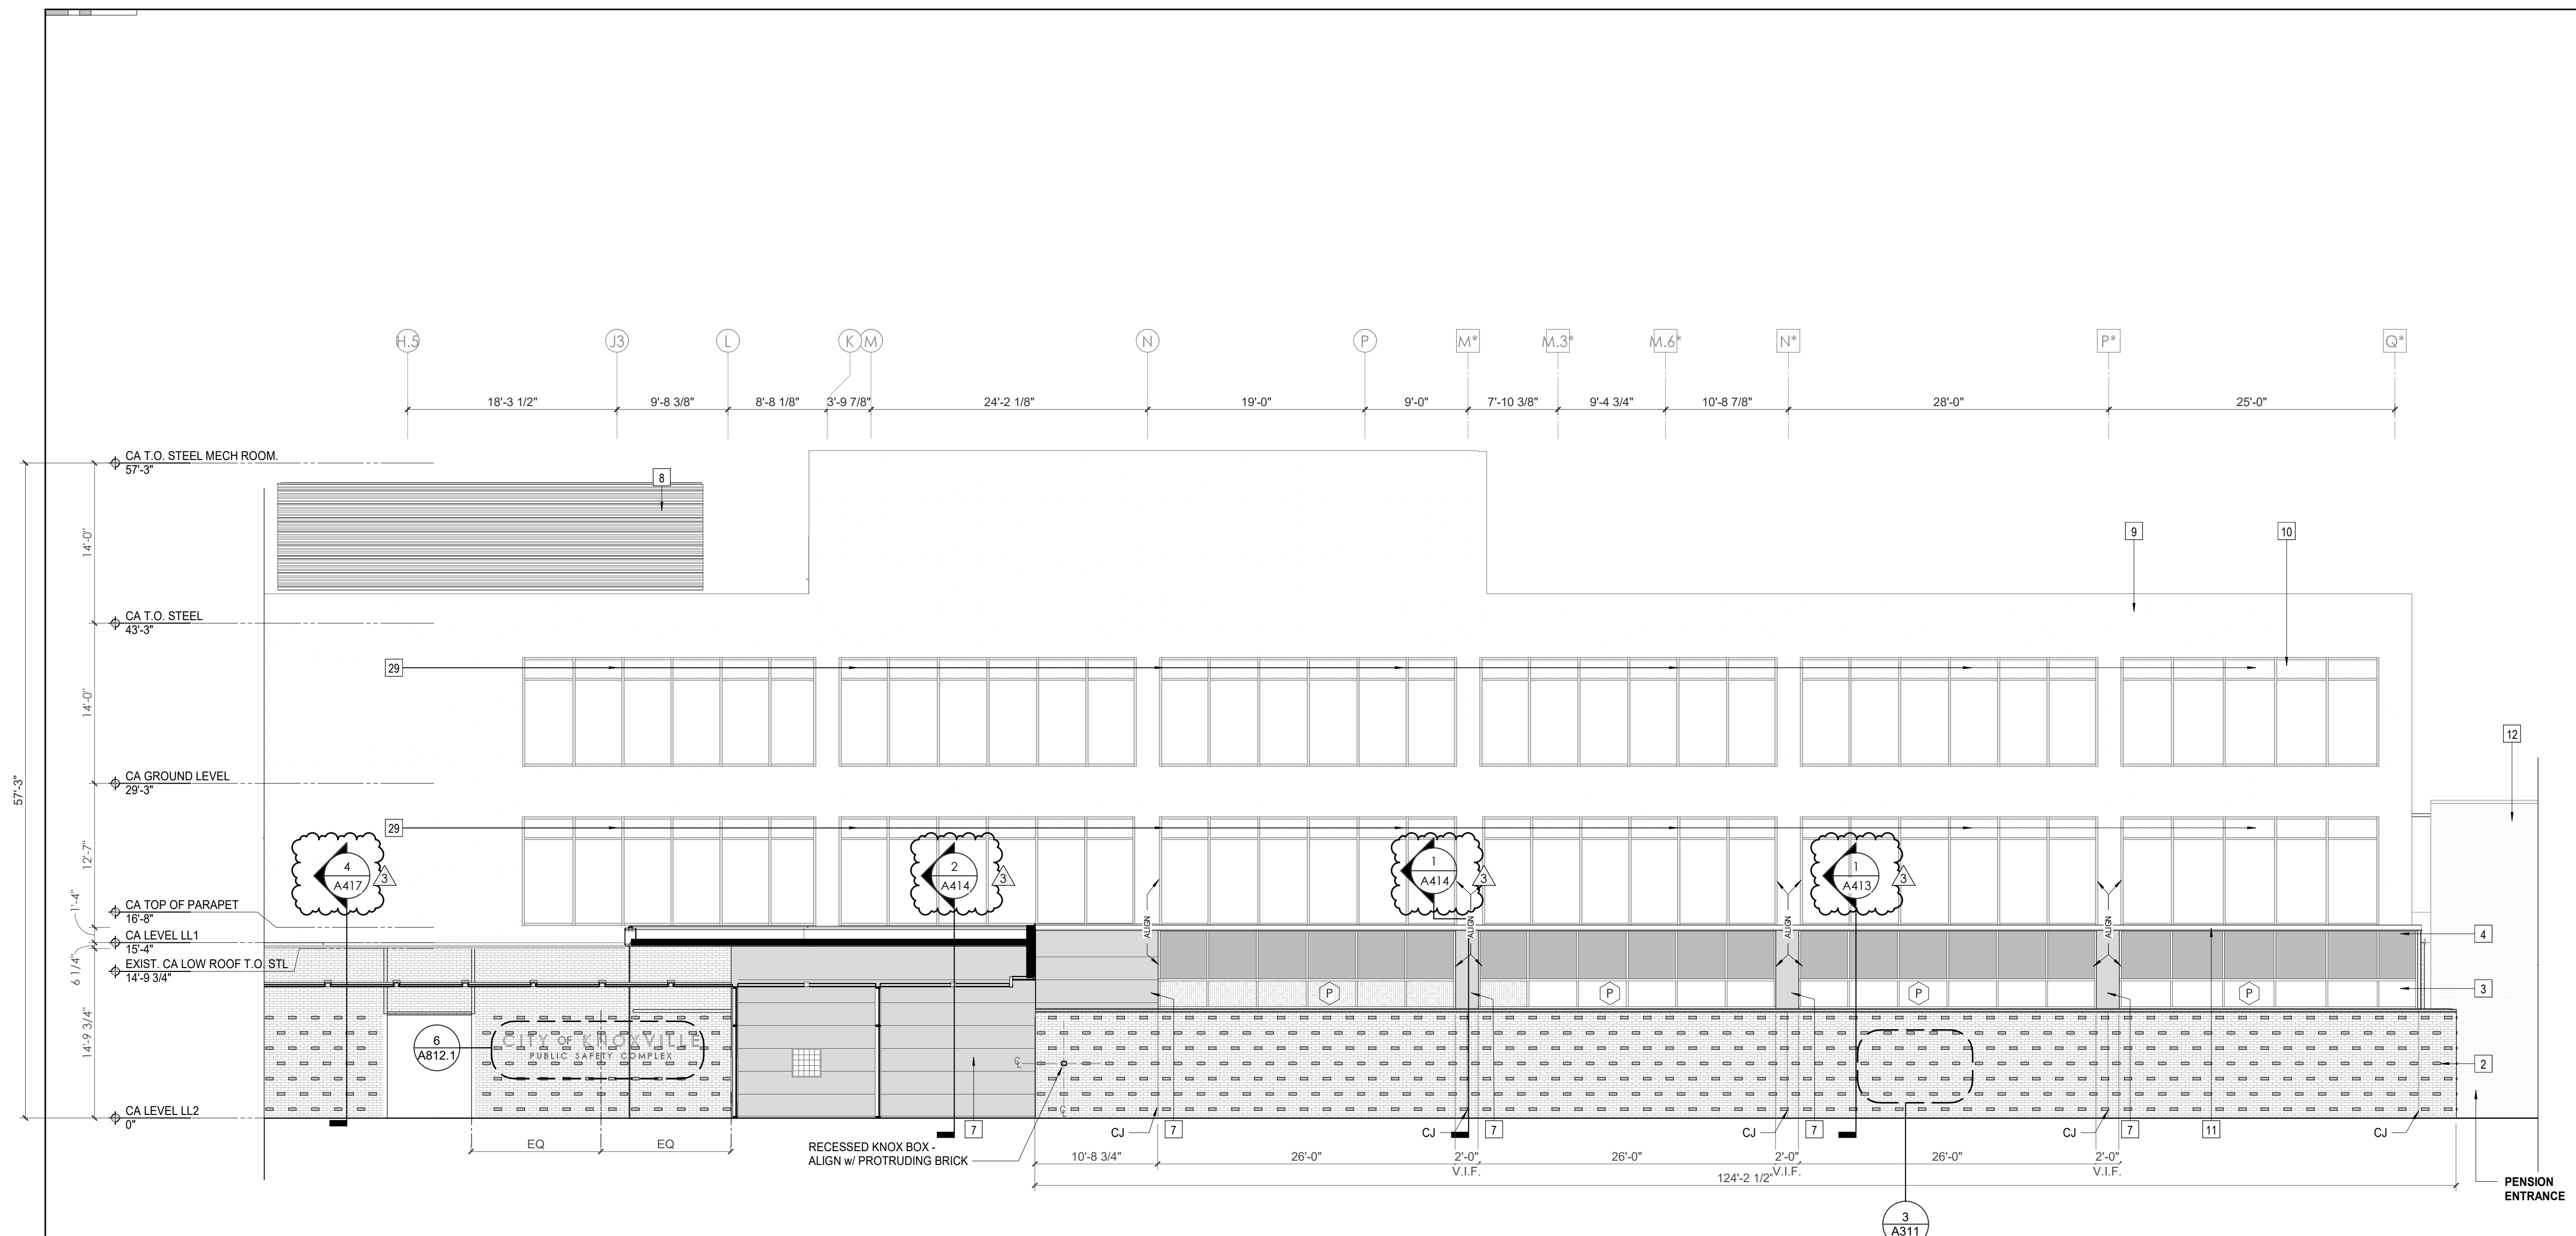 H.5
J3
L
K
M
N
P
M*
M.3*
M.6*
N*
P*
Q*
18'-3 1/2"
9'-8 3/8"
8'-8 1/8"
3'-9 7/8"
24'-2 1/8"
19'-0"
9'-0"
7'-10 3/8"
9'-4 3/4"
10'-8 7/8"
28'-0"
25'-0"
CA T.O. STEEL MECH ROOM.
57'-3"
8
14'-0"
9
10
CA T.O. STEEL
43'-3"
29
14'-0"
12
CA GROUND LEVEL
29'-3"
57'-3"
29
12'-7"
4
A417
3
2
A414
3
1
A414
3
1
A413
3
1'-4"
CA TOP OF PARAPET
16'-8"
ALIGN
ALIGN
ALIGN
ALIGN
CA LEVEL LL1
15'-4"
4
6 1/4"
EXIST. CA LOW ROOF T.O. STL
14'-9 3/4"
P
P
P
P
3
14'-9 3/4"
6
A812.1
CITY OF KNOXVILLE
PUBLIC SAFETY COMPLEX
2
CA LEVEL LL2
0"
EQ
EQ
7
RECESSED KNOX BOX -
ALIGN w/ PROTRUDING BRICK
CJ
7
CJ
7
CJ
7
CJ
7
11
CJ
10'-8 3/4"
26'-0"
2'-0"
V.I.F.
26'-0"
2'-0"
V.I.F.
26'-0"
2'-0"
V.I.F.
124'-2 1/2"
PENSION
ENTRANCE
3
A311